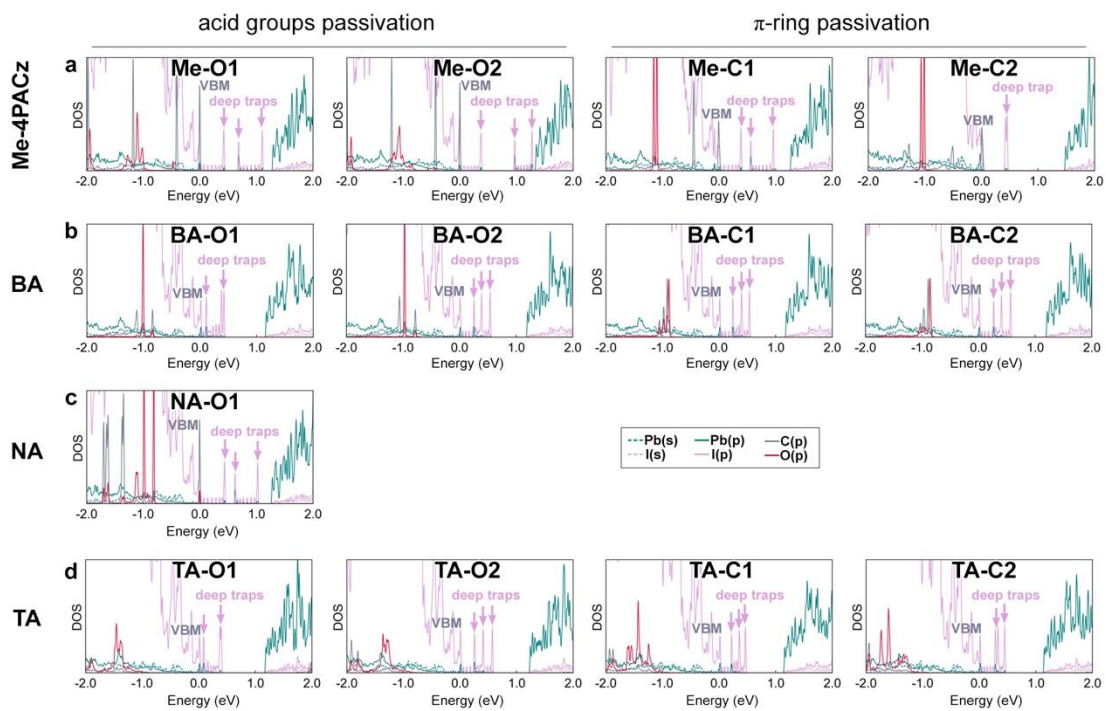 acid groups passivation
π-ring passivation
Me-4PACz
a
DOS
Me-O1
VBM
deep traps
-2.0 -1.0 0.0 1.0 2.0
Energy (eV)
DOS
Me-O2
VBM
deep traps
-2.0 -1.0 0.0 1.0 2.0
Energy (eV)
DOS
Me-C1
VBM
deep traps
-2.0 -1.0 0.0 1.0 2.0
Energy (eV)
DOS
Me-C2
VBM
deep trap
-2.0 -1.0 0.0 1.0 2.0
Energy (eV)
BA
b
DOS
BA-O1
VBM
deep traps
-2.0 -1.0 0.0 1.0 2.0
Energy (eV)
DOS
BA-O2
VBM
deep traps
-2.0 -1.0 0.0 1.0 2.0
Energy (eV)
DOS
BA-C1
VBM
deep traps
-2.0 -1.0 0.0 1.0 2.0
Energy (eV)
DOS
BA-C2
VBM
deep traps
-2.0 -1.0 0.0 1.0 2.0
Energy (eV)
NA
c
DOS
NA-O1
VBM
deep traps
-2.0 -1.0 0.0 1.0 2.0
Energy (eV)
Pb(s) Pb(p) C(p)
I(s) I(p) O(p)
TA
d
DOS
TA-O1
VBM
deep traps
-2.0 -1.0 0.0 1.0 2.0
Energy (eV)
DOS
TA-O2
VBM
deep traps
-2.0 -1.0 0.0 1.0 2.0
Energy (eV)
DOS
TA-C1
VBM
deep traps
-2.0 -1.0 0.0 1.0 2.0
Energy (eV)
DOS
TA-C2
VBM
deep traps
-2.0 -1.0 0.0 1.0 2.0
Energy (eV)